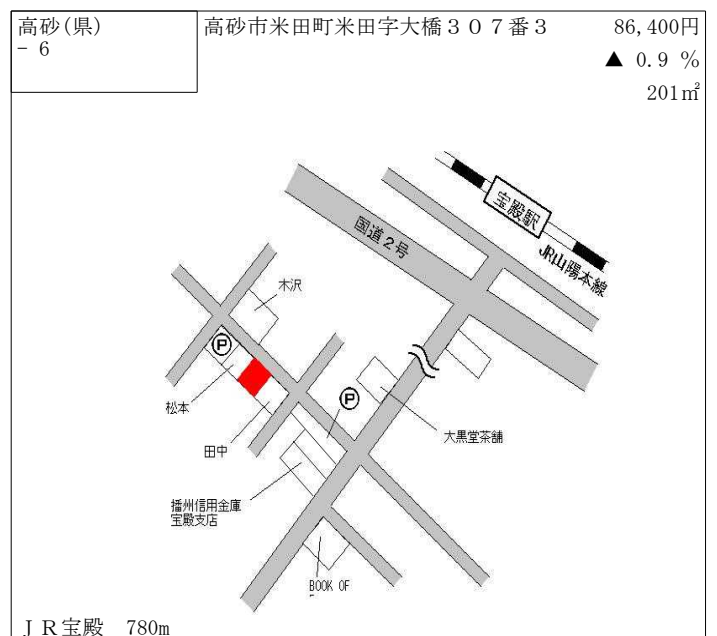 高砂(県)
- 6
高砂市米田町米田字大橋３０７番３
86,400円
▲ 0.9 %
201㎡
宝殿駅
JR山陽本線
国道２号
木沢
P
松本
田中
P
大黒堂茶舗
播州信用金庫
宝殿支店
BOOK OF
ＪＲ宝殿　780m